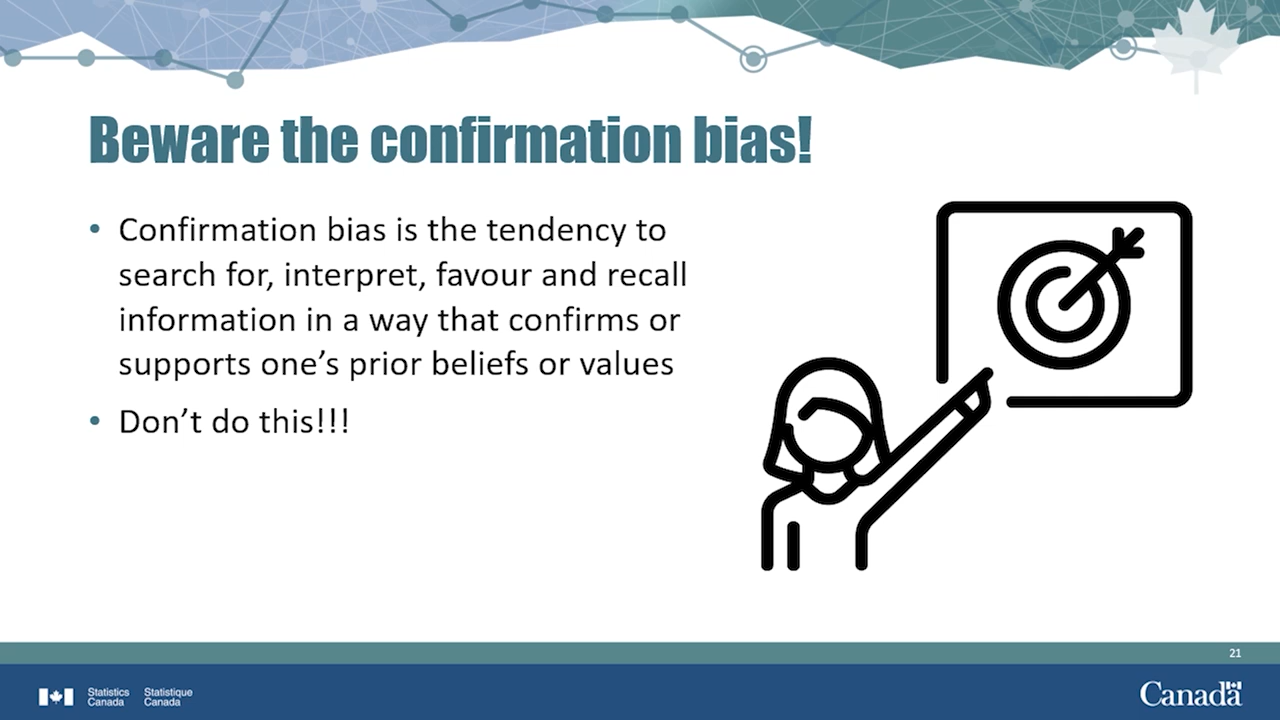 Beware the confirmation bias!
• Confirmation bias is the tendency to
search for, interpret, favour and recall
information in a way that confirms or
supports one’s prior beliefs or values
• Don’t do this!!!
21
Statistics Statistique
Canada Canada
Canada